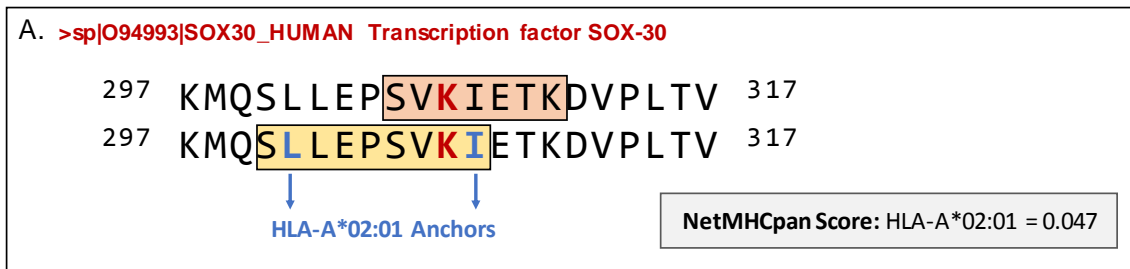 A. >sp|O94993|SOX30_HUMAN Transcription factor SOX-30
297 KMQSLLEPSVKIETKDVPLTV 317
297 KMQSLLEPSVKIETKDVPLTV 317
HLA-A*02:01 Anchors
NetMHCpan Score: HLA-A*02:01 = 0.047